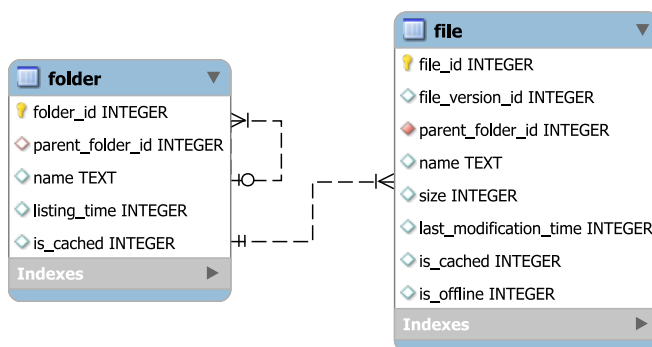 folder
folder_id INTEGER
parent_folder_id INTEGER
name TEXT
listing_time INTEGER
is_cached INTEGER
Indexes
file
file_id INTEGER
file_version_id INTEGER
parent_folder_id INTEGER
name TEXT
size INTEGER
last_modification_time INTEGER
is_cached INTEGER
is_offline INTEGER
Indexes